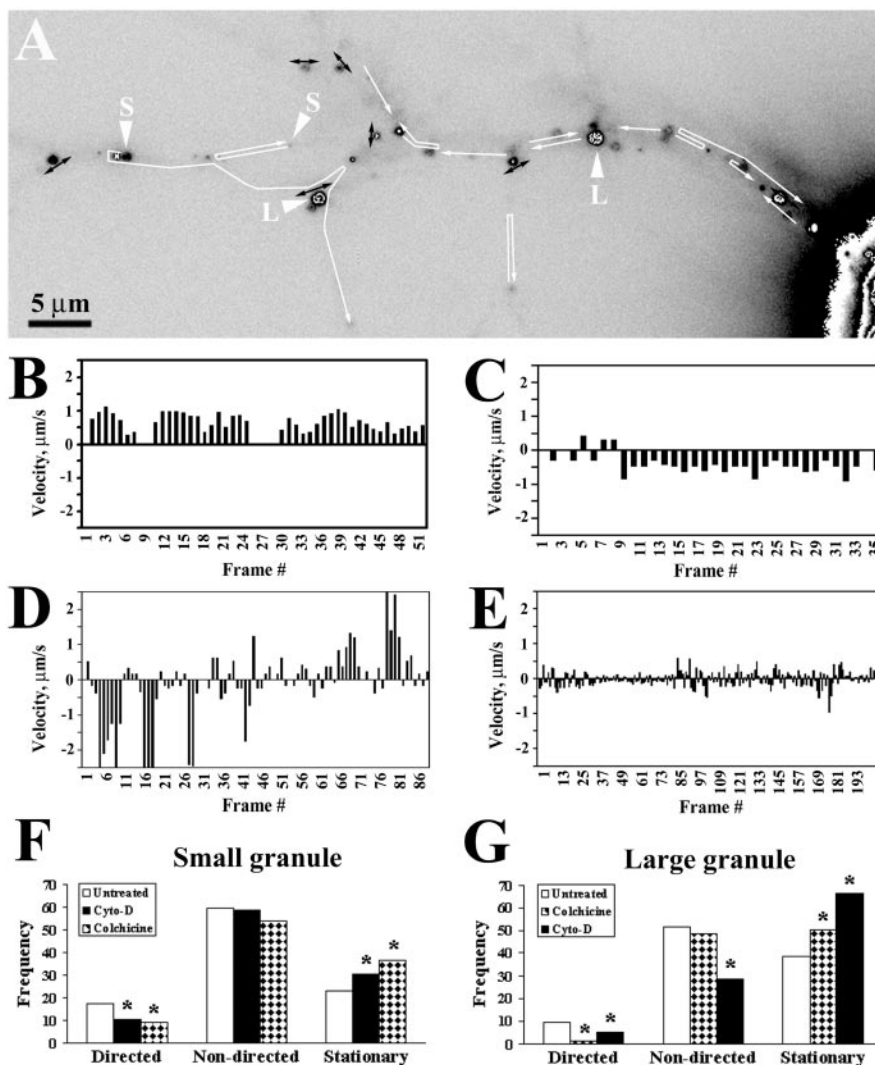 A
S
S
L
L
5 μm
B
Velocity, μm/s
2
1
0
-1
-2
1 3 6 9 12 15 18 21 24 27 30 33 36 39 42 45 48 51
Frame #
C
Velocity, μm/s
2
1
0
-1
-2
1 3 5 7 9 11 13 15 17 19 21 23 25 27 29 31 33 35
Frame #
D
Velocity, μm/s
2
1
0
-1
-2
1 6 11 16 21 26 31 36 41 46 51 56 61 66 71 76 81 86
Frame #
E
Velocity, μm/s
2
1
0
-1
-2
1 13 25 37 49 61 73 85 97 109 121 133 145 157 169 181 193
Frame #
F
Small granule
Frequency
70
60
50
40
30
20
10
0
Untreated
Cyto-D
Colchicine
* * * *
Directed Non-directed Stationary
G
Large granule
Frequency
70
60
50
40
30
20
10
0
Untreated
Colchicine
Cyto-D
* * * * *
Directed Non-directed Stationary